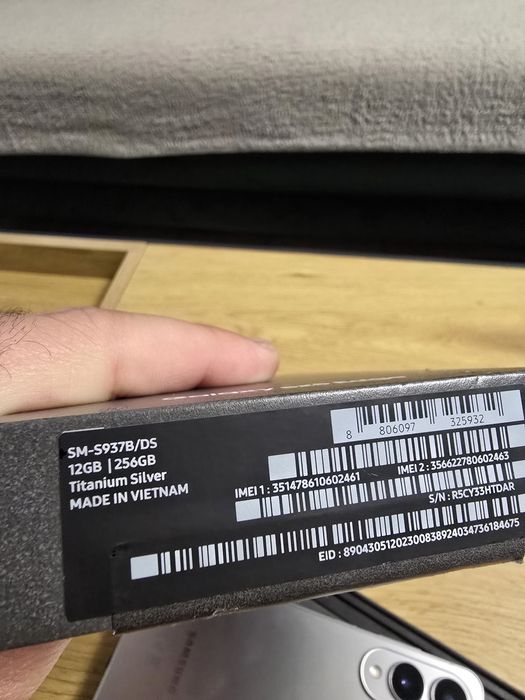 SM-S937B/DS
12GB | 256GB
Titanium Silver
MADE IN VIETNAM
8 806097 325932
IMEI 1 : 351478610602461
IMEI 2 : 356622780602463
S/N : R5CY33HTDAR
EID : 89043051202300838924034736184675
SAMSUNG